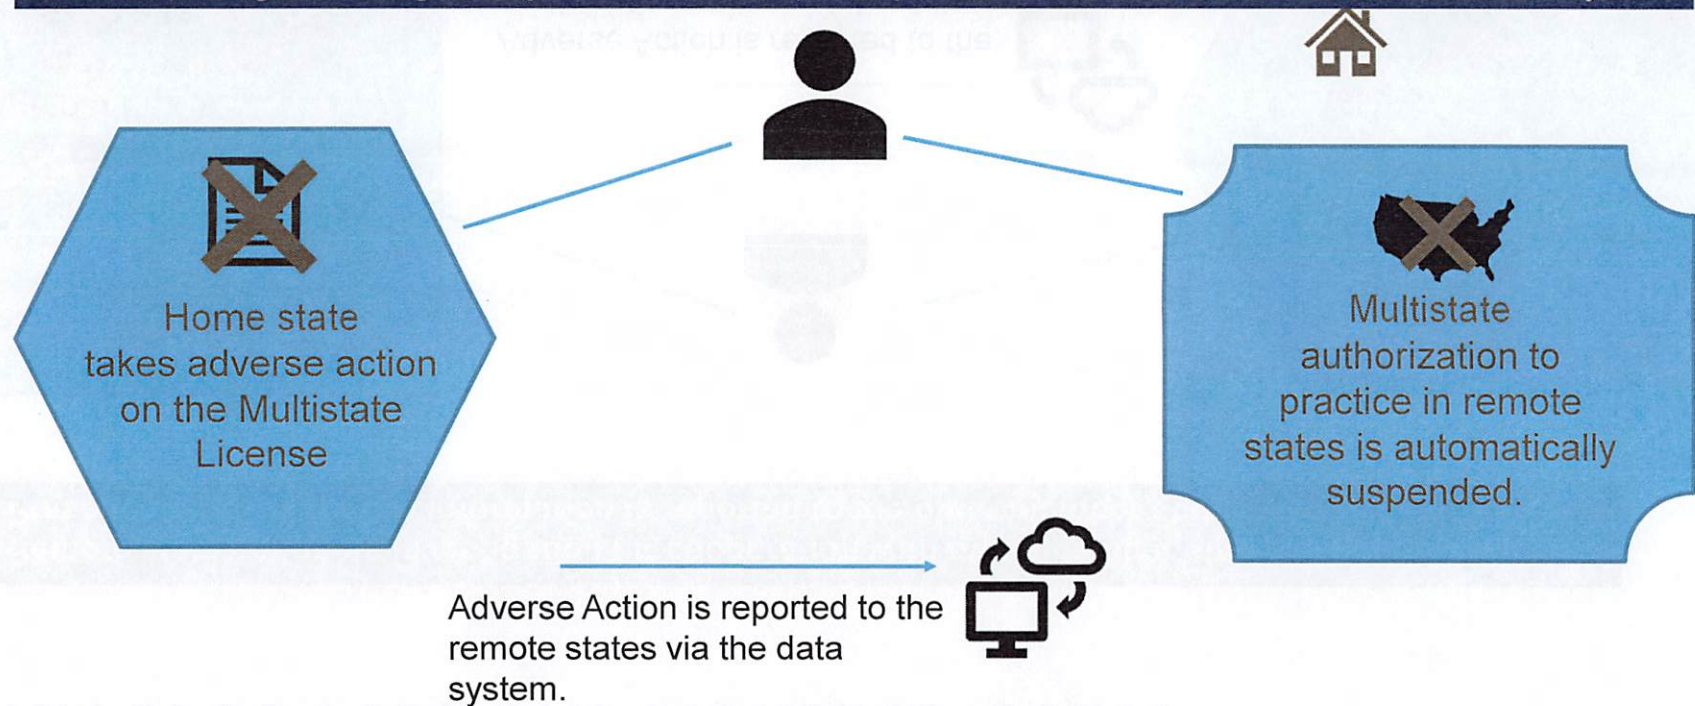 Home state
takes adverse action
on the Multistate
License
Multistate
authorization to
practice in remote
states is automatically
suspended.
Adverse Action is reported to the
remote states via the data
system.